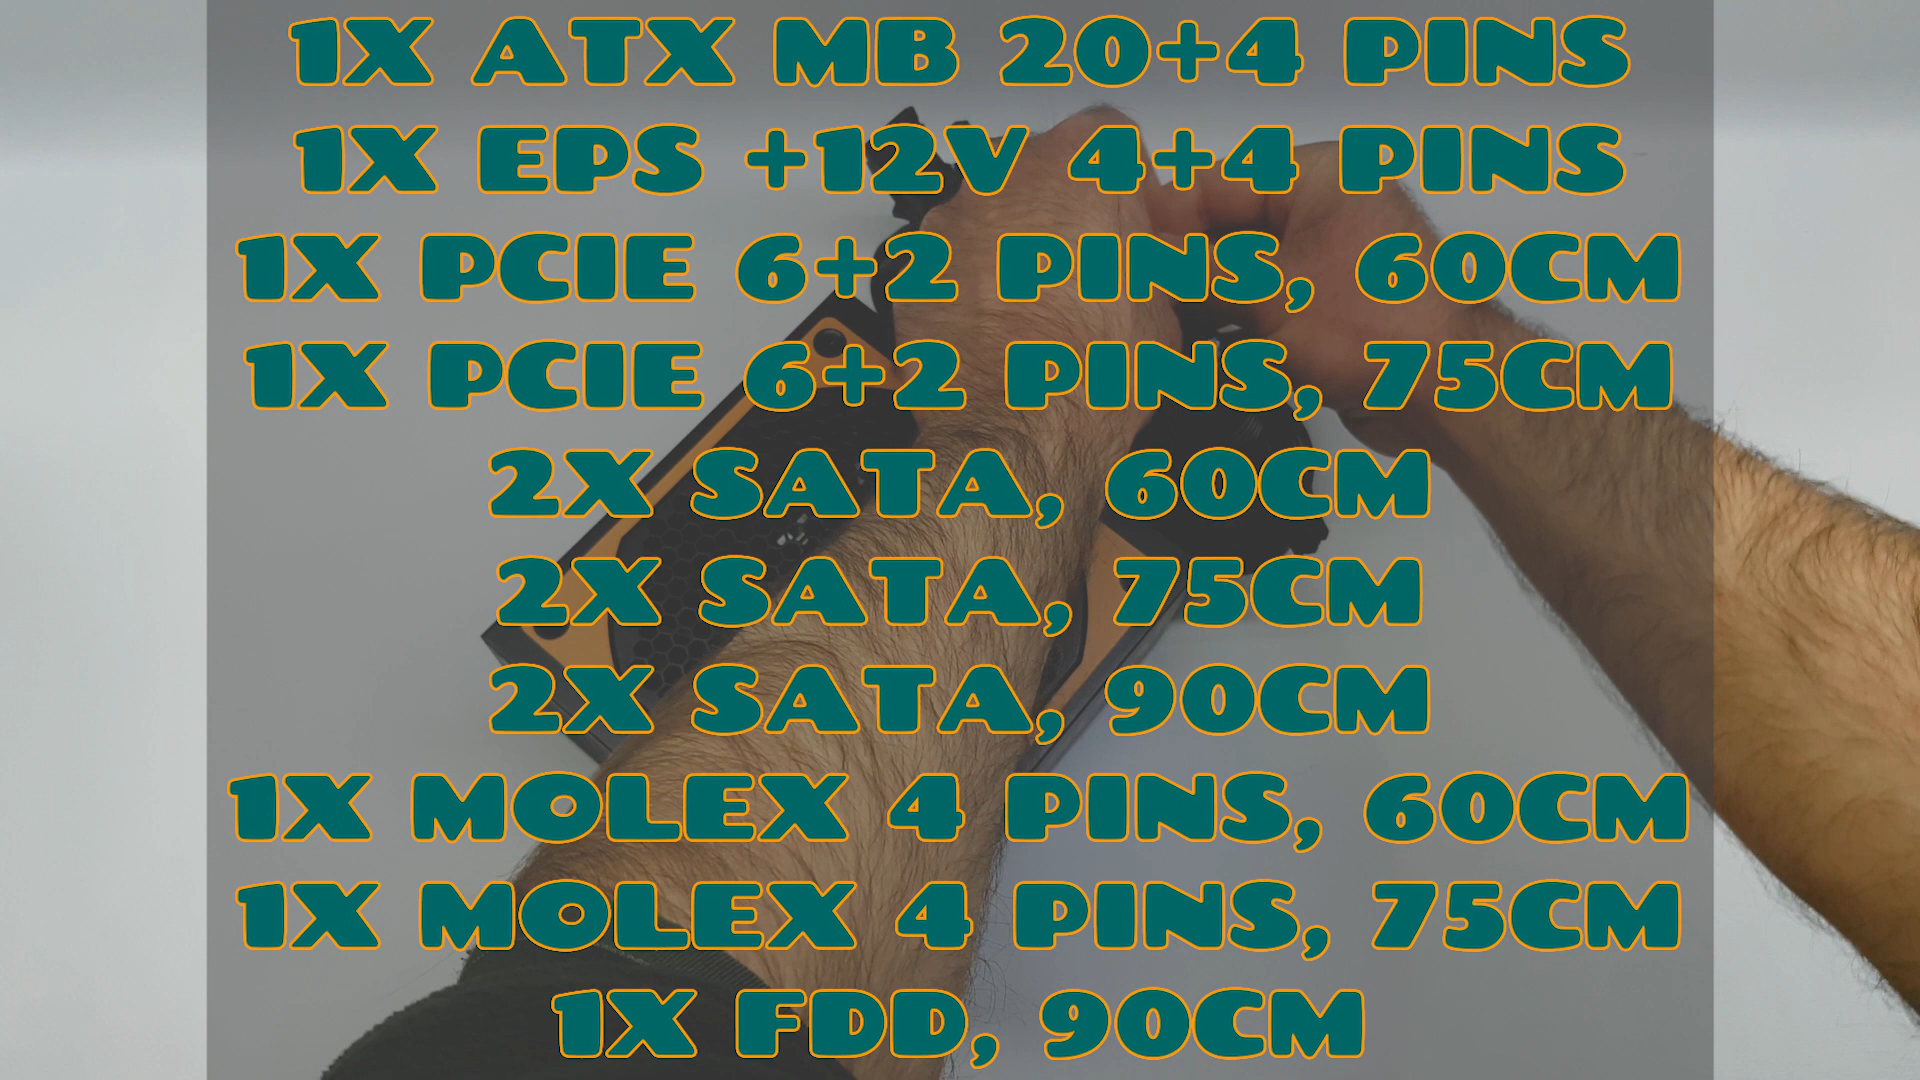 1X ATX MB 20+4 PINS
1X EPS +12V 4+4 PINS
1X PCIE 6+2 PINS, 60CM
1X PCIE 6+2 PINS, 75CM
2X SATA, 60CM
2X SATA, 75CM
2X SATA, 90CM
1X MOLEX 4 PINS, 60CM
1X MOLEX 4 PINS, 75CM
1X FDD, 90CM